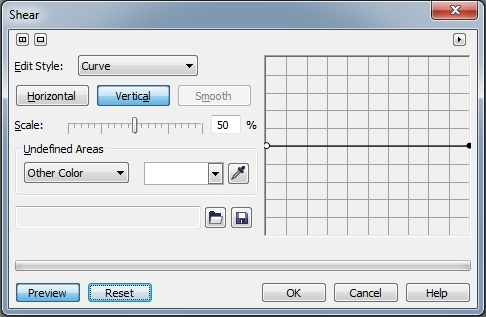 Shear
Edit Style: Curve
Horizontal Vertical Smooth
Scale: 50 %
Undefined Areas
Other Color
Preview Reset OK Cancel Help